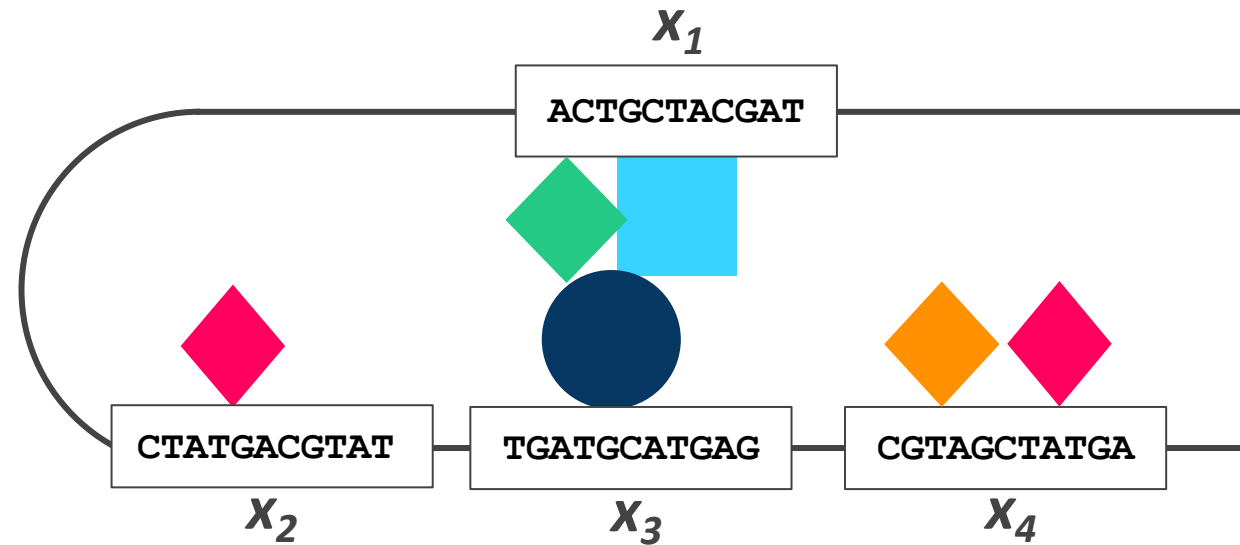 x1
ACTGCTACGAT
CTATGACGTAT TGATGCATGAG CGTAGCTATGA
x2 x3 x4